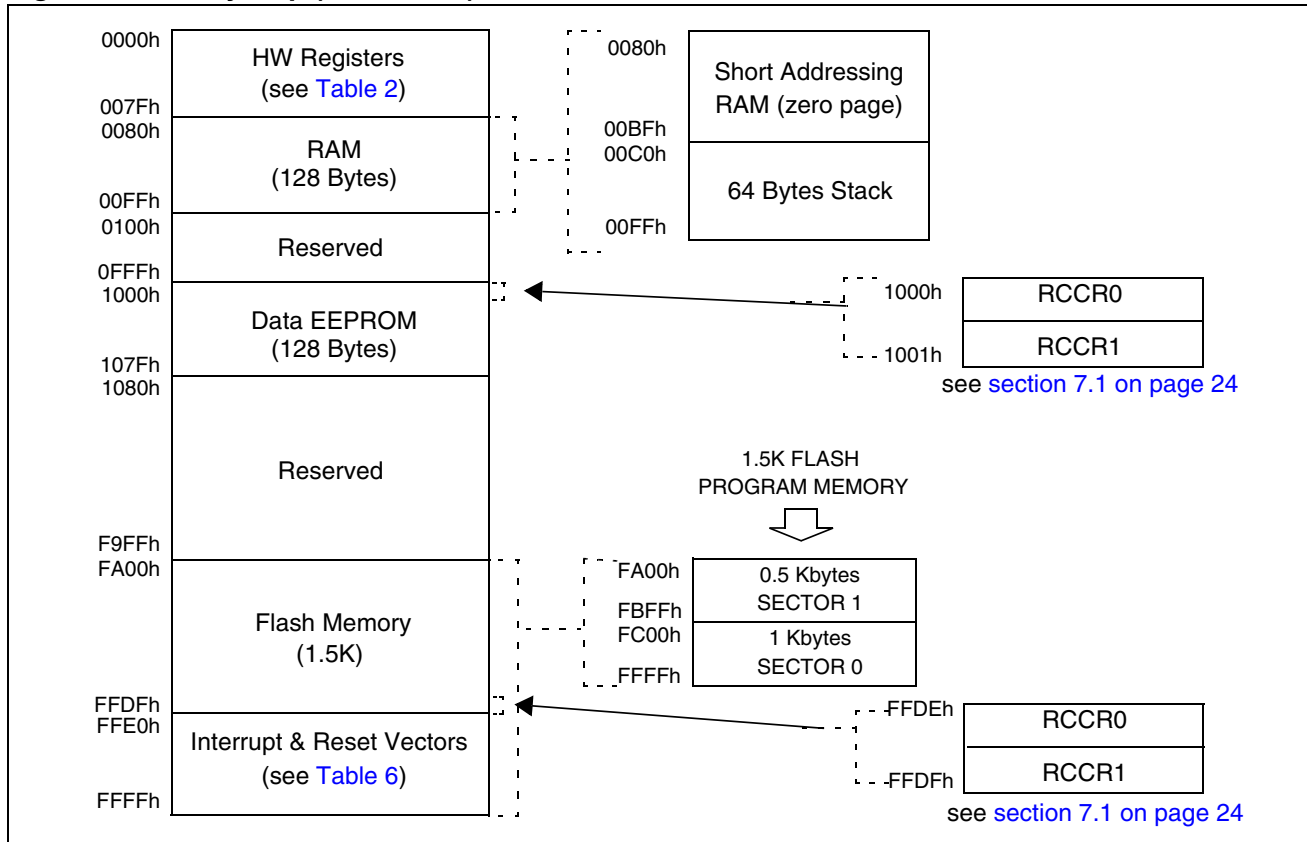 0000h
HW Registers
(see Table 2)
007Fh
0080h
RAM
(128 Bytes)
00FFh
0100h
Reserved
0FFFh
1000h
Data EEPROM
(128 Bytes)
107Fh
1080h
Reserved
F9FFh
FA00h
Flash Memory
(1.5K)
FFDFh
FFE0h
Interrupt & Reset Vectors
(see Table 6)
FFFFh
0080h
Short Addressing
RAM (zero page)
00BFh
00C0h
64 Bytes Stack
00FFh
1000h
RCCR0
RCCR1
1001h
see section 7.1 on page 24
1.5K FLASH
PROGRAM MEMORY
FA00h
0.5 Kbytes
SECTOR 1
FBFFh
FC00h
1 Kbytes
SECTOR 0
FFFFh
FFDEh
RCCR0
RCCR1
FFDFh
see section 7.1 on page 24